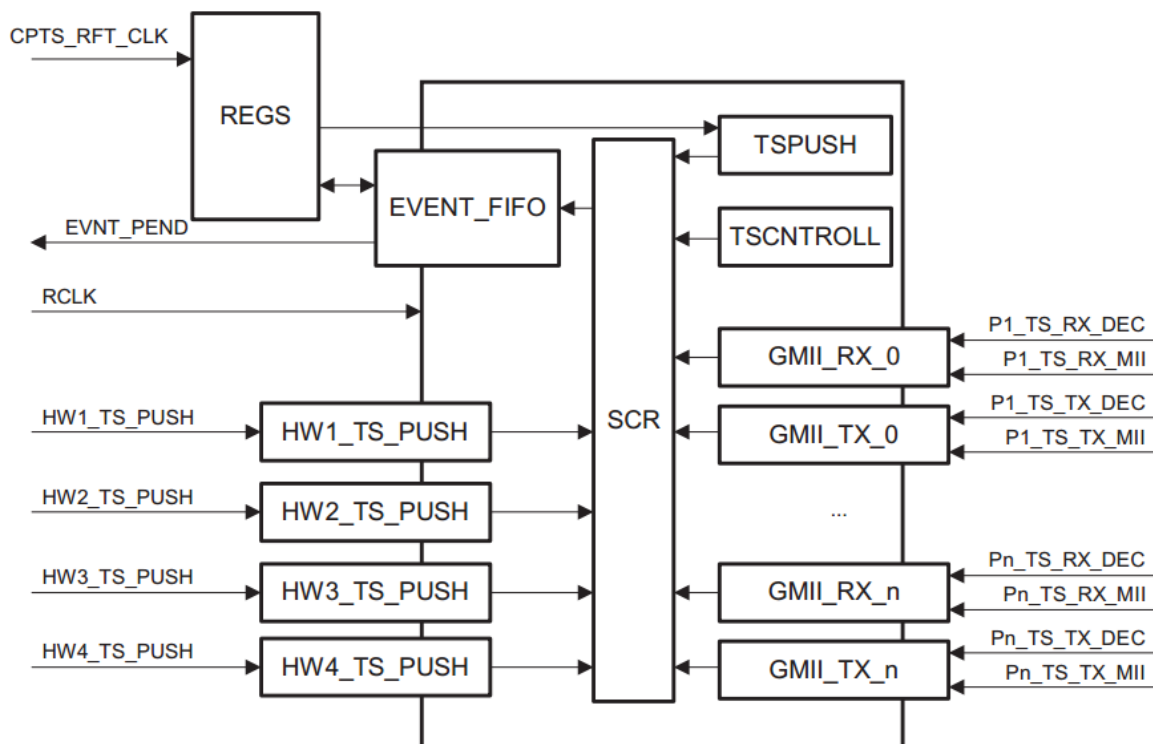 CPTS_RFT_CLK
REGS
TSPUSH
EVENT_FIFO
EVNT_PEND
TSCNTROLL
RCLK
P1_TS_RX_DEC
GMII_RX_0
P1_TS_RX_MII
HW1_TS_PUSH
HW1_TS_PUSH
SCR
P1_TS_TX_DEC
GMII_TX_0
P1_TS_TX_MII
HW2_TS_PUSH
HW2_TS_PUSH
...
HW3_TS_PUSH
HW3_TS_PUSH
Pn_TS_RX_DEC
GMII_RX_n
Pn_TS_RX_MII
HW4_TS_PUSH
HW4_TS_PUSH
Pn_TS_TX_DEC
GMII_TX_n
Pn_TS_TX_MII